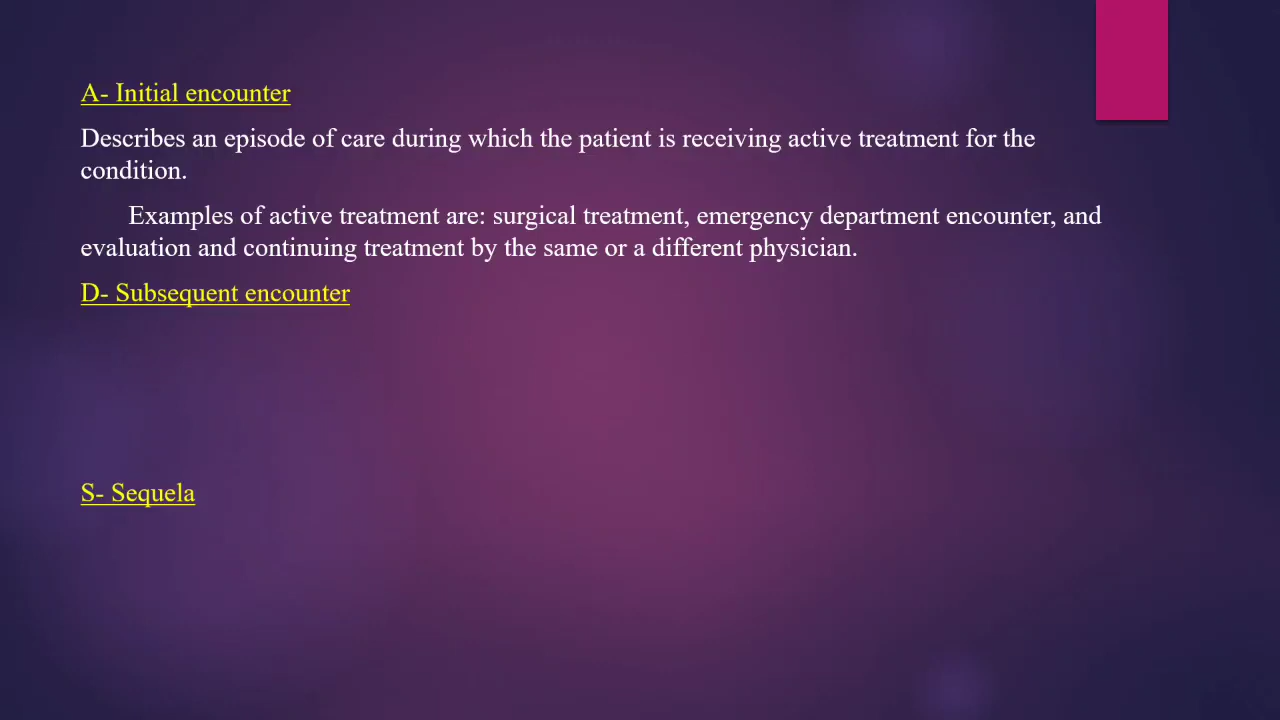 A- Initial encounter
Describes an episode of care during which the patient is receiving active treatment for the
condition.
Examples of active treatment are: surgical treatment, emergency department encounter, and
evaluation and continuing treatment by the same or a different physician.
D- Subsequent encounter
S- Sequela